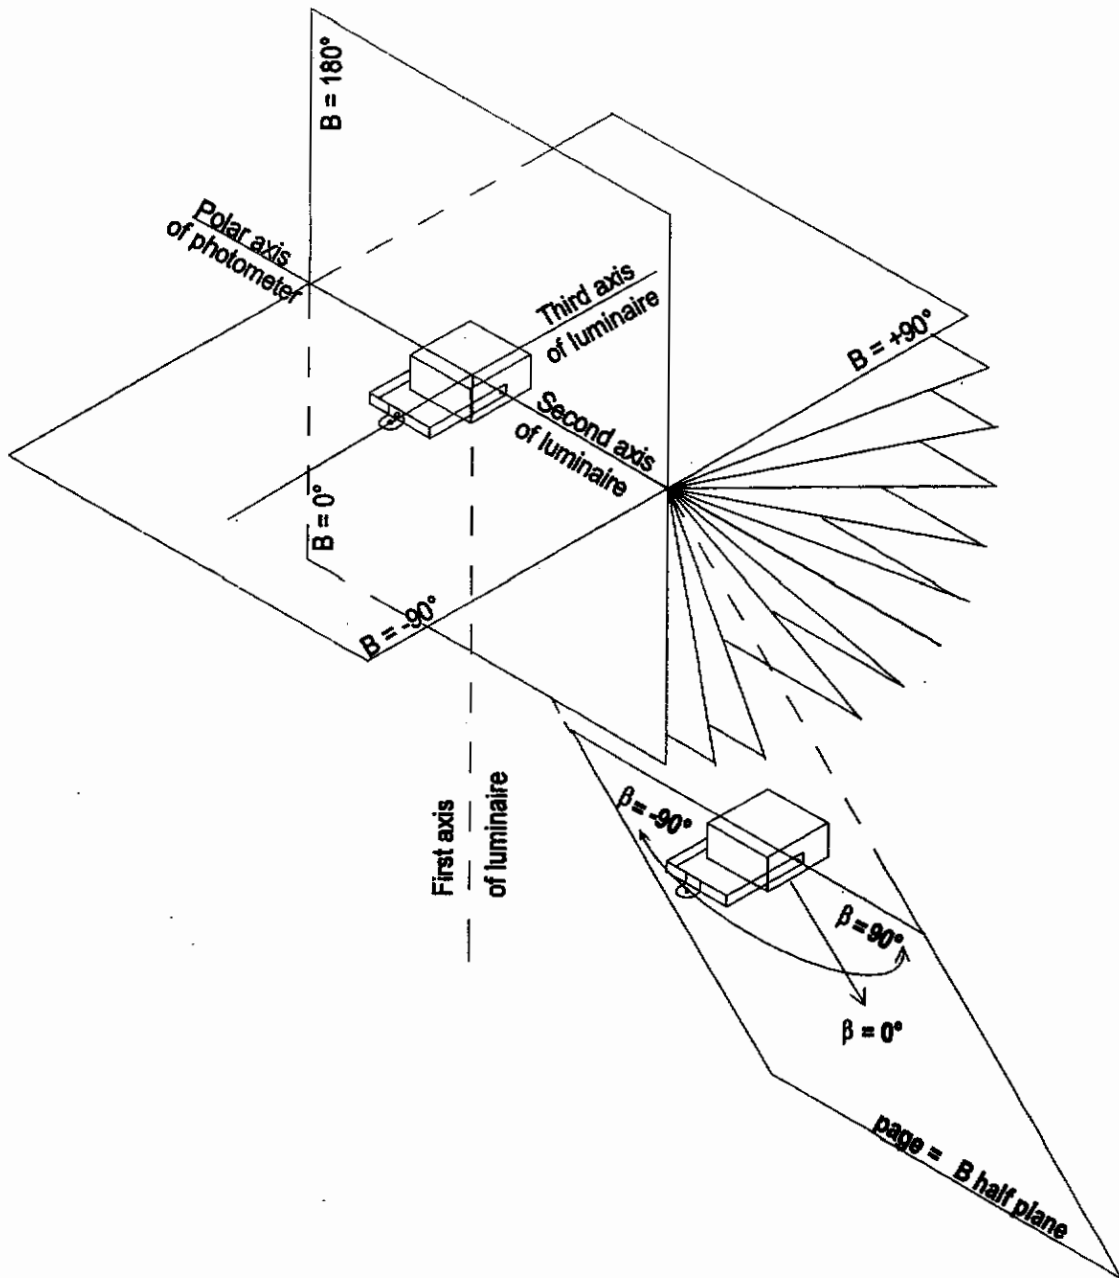 B = 180°
Polar axis
of photometer
Third axis
of luminaire
B = +90°
Second axis
of luminaire
B = 0°
B = -90°
First axis
of luminaire
β = -90°
β = 90°
β = 0°
page = B half plane